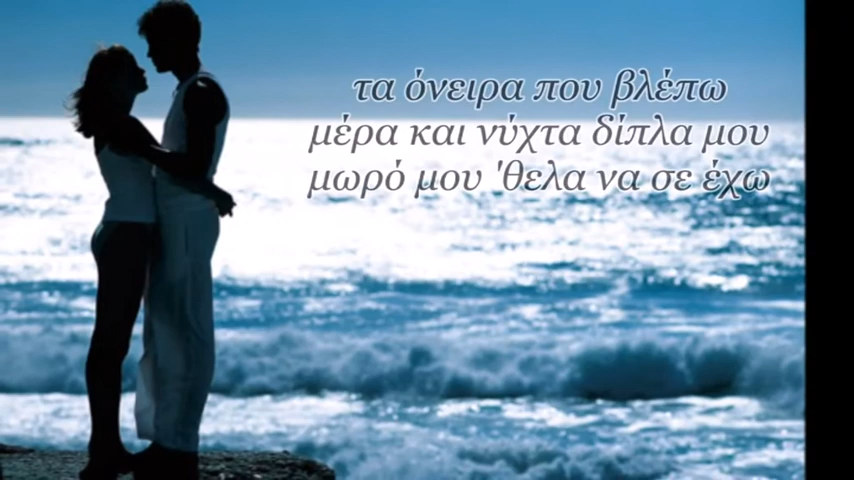 τα όνειρα που βλέπω
μέρα και νύχτα δίπλα μου
μωρό μου 'θελα να σε έχω